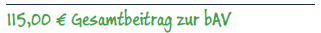 115,00 € Gesamtbeitrag zur bAV